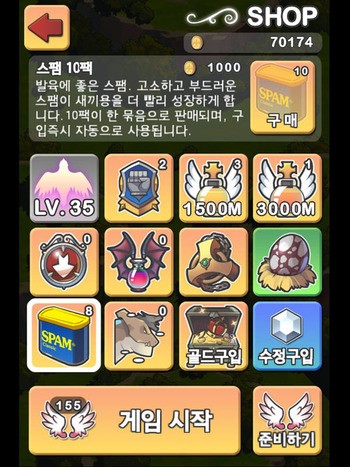 SHOP
70174
스팸 10팩
1000
발육에 좋은 스팸. 고소하고 부드러운
스팸이 새끼용을 더 빨리 성장하게 합
니다. 10팩이 한 묶음으로 판매되며, 구
입즉시 자동으로 사용됩니다.
10
SPAM
구매
LV.35
2
3
1500M
1
3000M
0
0
0
8
SPAM
Classic
0
골드구입
수정구입
155
게임 시작
준비하기